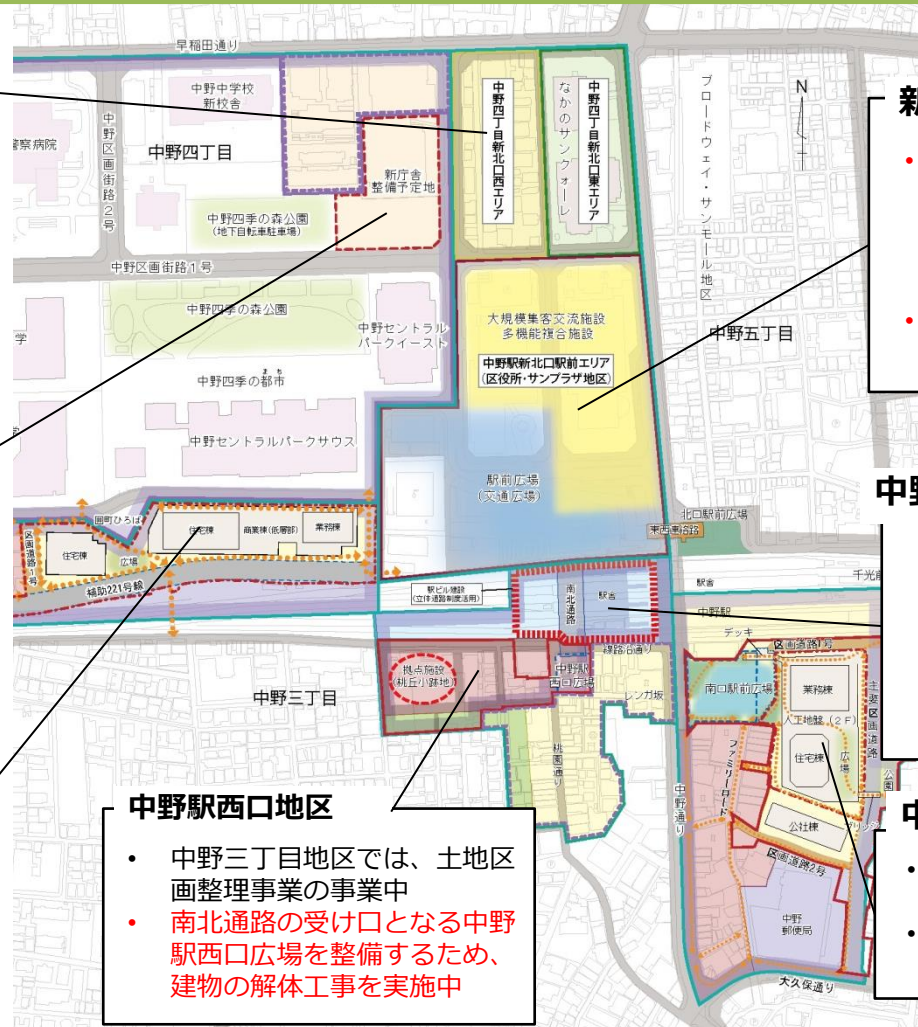 早稲田通り
中野中学校
新校舎
警察病院
中野区画街路2号
中野四丁目
新庁舎
整備予定地
中野四季の森公園
(地下自転車駐車場)
中野区画街路1号
中野四丁目新北口西エリア
なかのサンクォーレ
中野四丁目新北口東エリア
ブロードウェイ・サンモール地区
N
新
•
•
中野四季の森公園
中野セントラル
パークイースト
学
大規模集客交流施設
多機能複合施設
中野駅新北口駅前エリア
(区役所・サンプラザ地区)
中野五丁目
まち
中野四季の都市
中野セントラルパークサウス
駅前広場
(交通広場)
中野
北口駅前広場
東西連絡路
囲町ひろば
住宅棟
商業棟(低層部)
業務棟
区画道路1号
住宅棟
広場
補助221号線
駅ビル建設
(立体道路制度活用)
南北通路
駅舎
駅舎
千光前
中野駅
デッキ
区画道路1号
線路沿通り
拠点施設
(桃丘小跡地)
中野駅
西口広場
レンガ坂
中野三丁目
南口駅前広場
業務棟
人工地盤(2F)
主要区画道路
住宅棟
広場
公園
ファミリーロード
桃園通り
中野通り
公社棟
ブリッジ
区画道路2号
中野
郵便局
大久保通り
中
•
•
中野駅西口地区
• 中野三丁目地区では、土地区
画整理事業の事業中
• 南北通路の受け口となる中野
駅西口広場を整備するため、
建物の解体工事を実施中